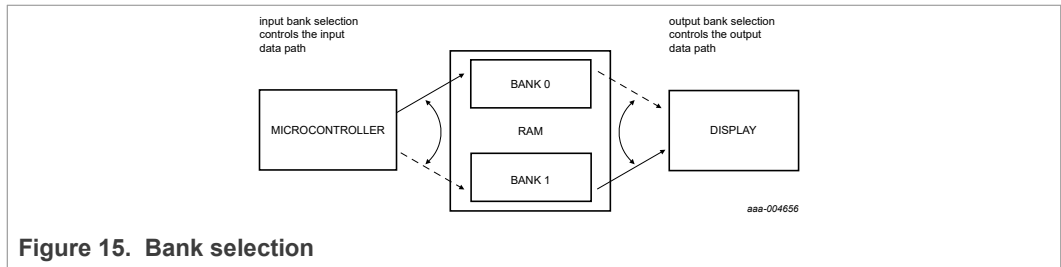 input bank selection
controls the input
data path
output bank selection
controls the output
data path
MICROCONTROLLER
BANK 0
RAM
BANK 1
DISPLAY
aaa-004656
Figure 15. Bank selection